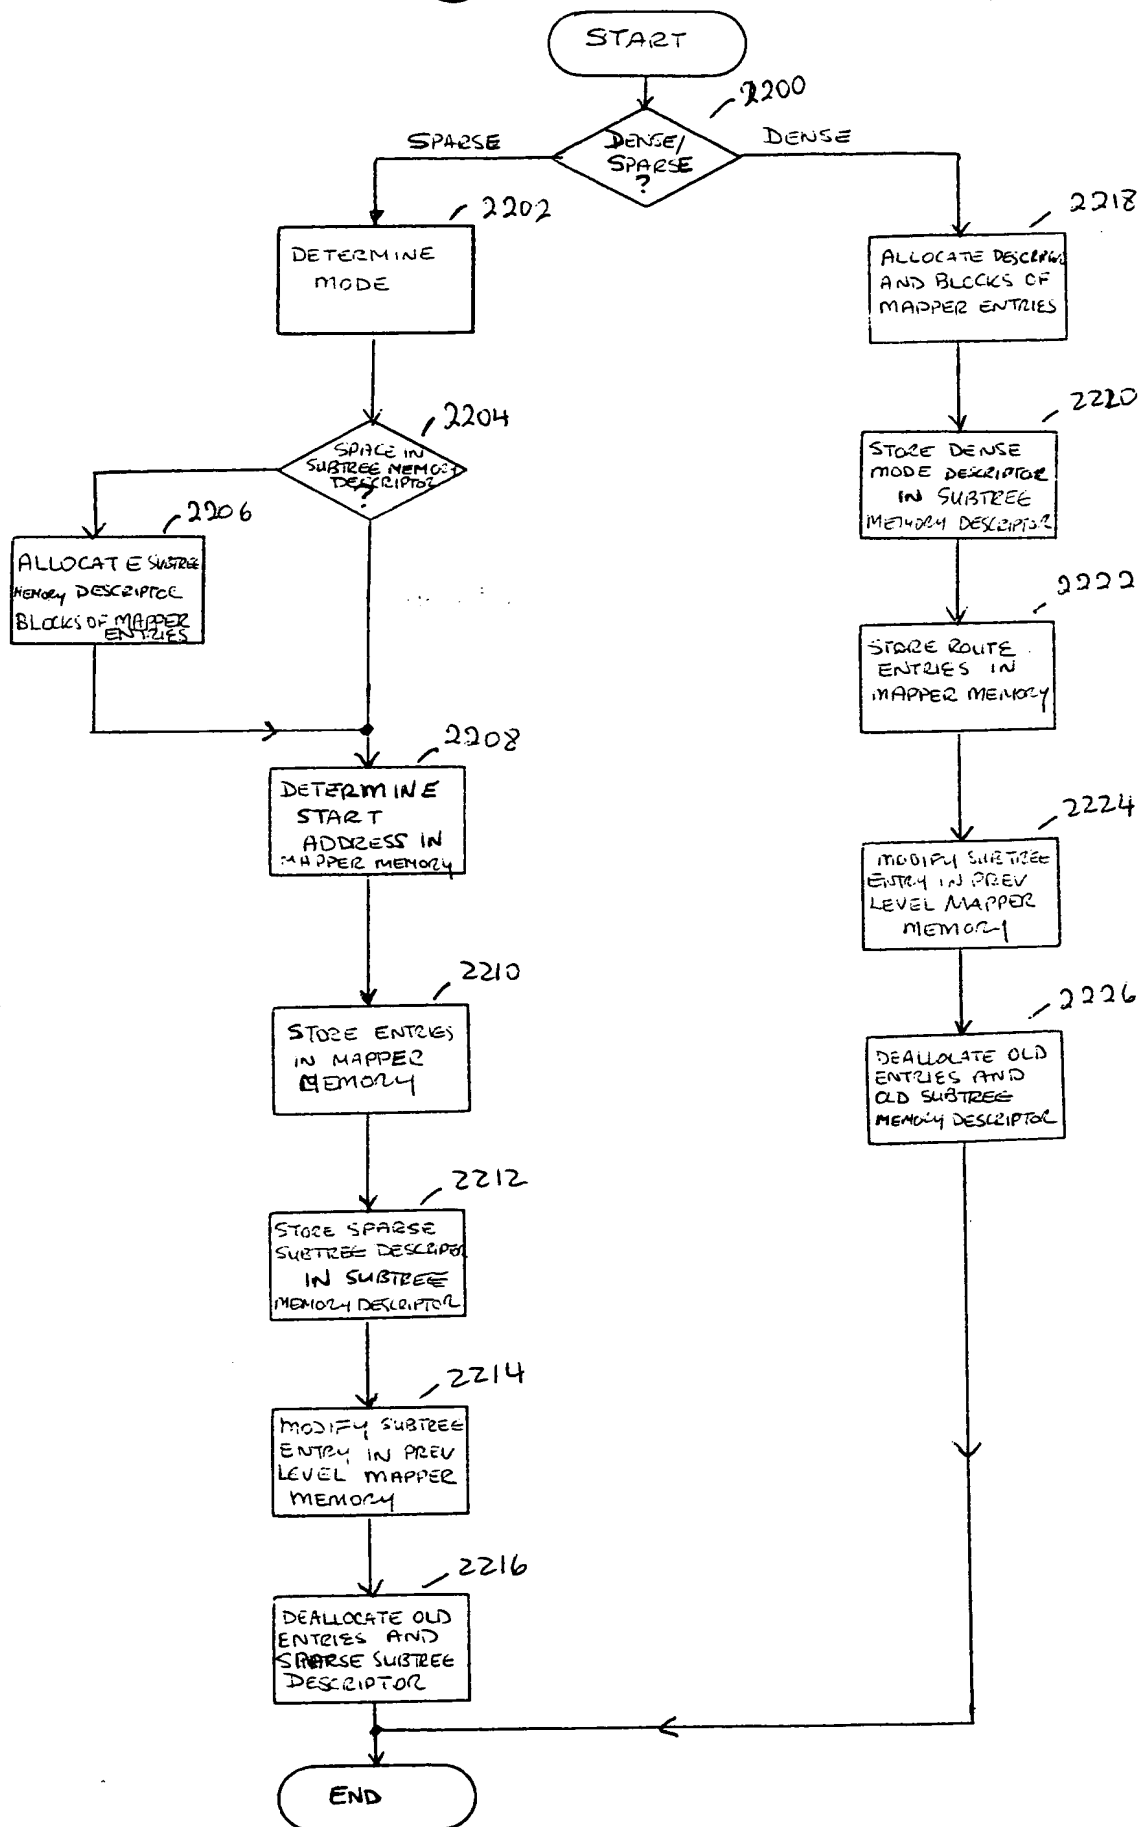 START
2200
DENSE/
SPARSE
?
SPARSE
DENSE
2202
DETERMINE
MODE
2204
SPACE IN
SUBTREE MEMORY
DESCRIPTOR
?
2206
ALLOCATE SUBTREE
MEMORY DESCRIPTOR
BLOCKS OF MAPPER
ENTRIES
2208
DETERMINE
START
ADDRESS IN
MAPPER MEMORY
2210
STORE ENTRIES
IN MAPPER
MEMORY
2212
STORE SPARSE
SUBTREE DESCRIPER
IN SUBTREE
MEMORY DESCRIPTOR
2214
MODIFY SUBTREE
ENTRY IN PREV
LEVEL MAPPER
MEMORY
2216
DEALLOCATE OLD
ENTRIES AND
SPARSE SUBTREE
DESCRIPTOR
END
2218
ALLOCATE DESCRIPTOR
AND BLOCKS OF
MAPPER ENTRIES
2220
STORE DENSE
MODE DESCRIPTOR
IN SUBTREE
MEMORY DESCRIPTOR
2222
STORE ROUTE
ENTRIES IN
MAPPER MEMORY
2224
MODIFY SUBTREE
ENTRY IN PREV
LEVEL MAPPER
MEMORY
2226
DEALLOCATE OLD
ENTRIES AND
OLD SUBTREE
MEMORY DESCRIPTOR